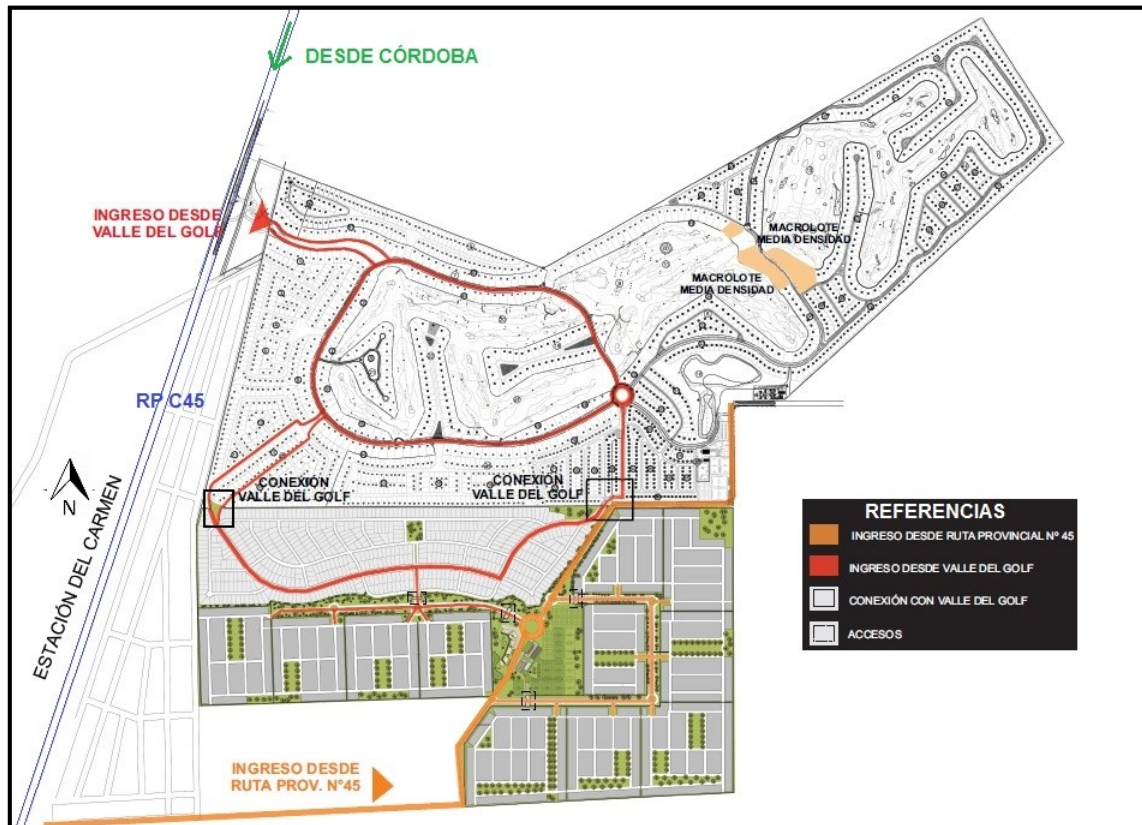 DESDE CÓRDOBA
INGRESO DESDE
VALLE DEL GOLF
MACROLOTE
MEDIA DENSIDAD
MACROLOTE
MEDIA DENSIDAD
RP C45
CONEXIÓN
VALLE DEL GOLF
CONEXIÓN
VALLE DEL GOLF
N
ESTACIÓN DEL CARMEN
REFERENCIAS
INGRESO DESDE RUTA PROVINCIAL Nº 45
INGRESO DESDE VALLE DEL GOLF
CONEXIÓN CON VALLE DEL GOLF
ACCESOS
INGRESO DESDE
RUTA PROV. N°45